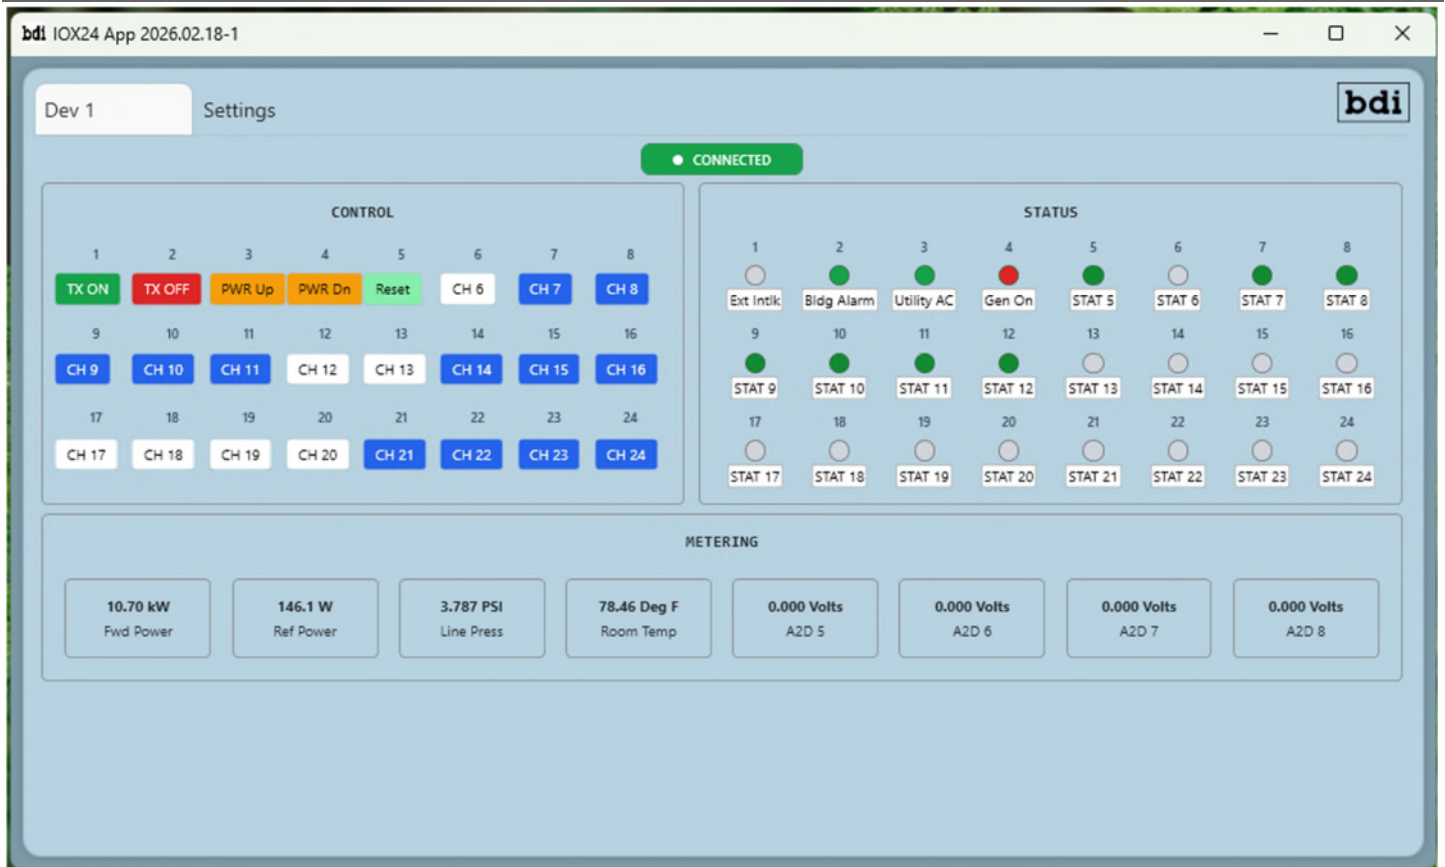 bdi IOX24 App 2026.02.18-1
Dev 1 Settings
bdi
CONNECTED
CONTROL
1 2 3 4 5 6 7 8
TX ON TX OFF PWR Up PWR Dn Reset CH 6 CH 7 CH 8
9 10 11 12 13 14 15 16
CH 9 CH 10 CH 11 CH 12 CH 13 CH 14 CH 15 CH 16
17 18 19 20 21 22 23 24
CH 17 CH 18 CH 19 CH 20 CH 21 CH 22 CH 23 CH 24
STATUS
1 2 3 4 5 6 7 8
Ext Intlk Bldg Alarm Utility AC Gen On STAT 5 STAT 6 STAT 7 STAT 8
9 10 11 12 13 14 15 16
STAT 9 STAT 10 STAT 11 STAT 12 STAT 13 STAT 14 STAT 15 STAT 16
17 18 19 20 21 22 23 24
STAT 17 STAT 18 STAT 19 STAT 20 STAT 21 STAT 22 STAT 23 STAT 24
METERING
10.70 kW 146.1 W 3.787 PSI 78.46 Deg F 0.000 Volts 0.000 Volts 0.000 Volts 0.000 Volts
Fwd Power Ref Power Line Press Room Temp A2D 5 A2D 6 A2D 7 A2D 8